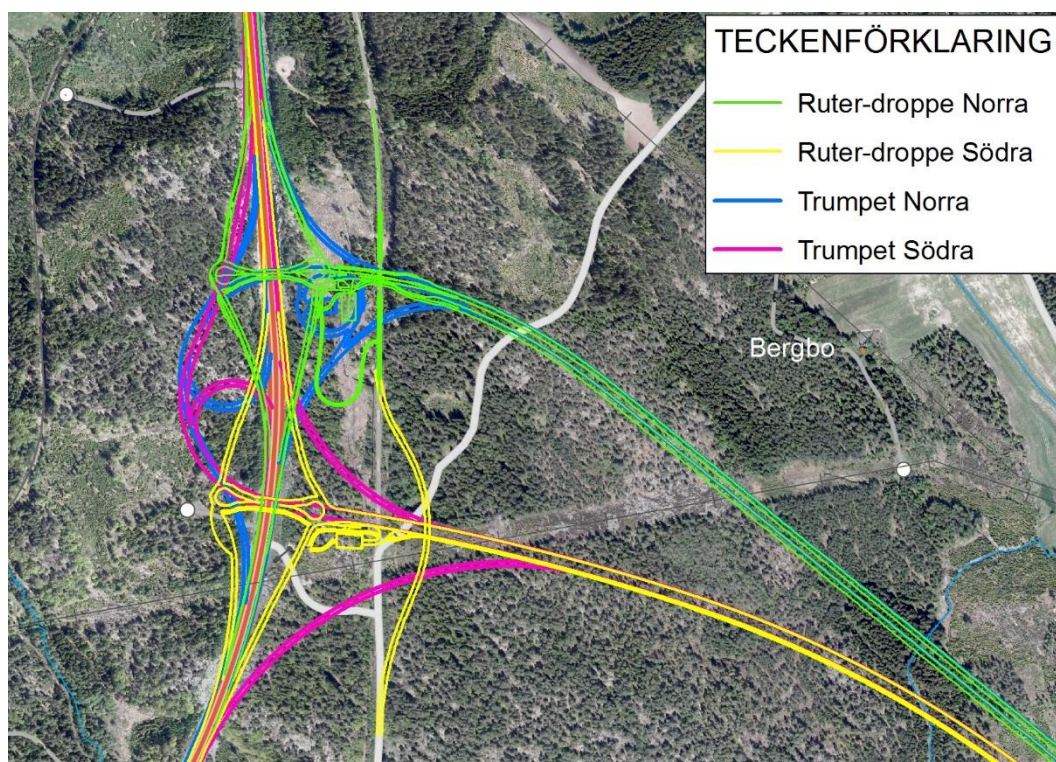 TECKENFÖRKLARING
Ruter-droppe Norra
Ruter-droppe Södra
Trumpet Norra
Trumpet Södra
Bergbo